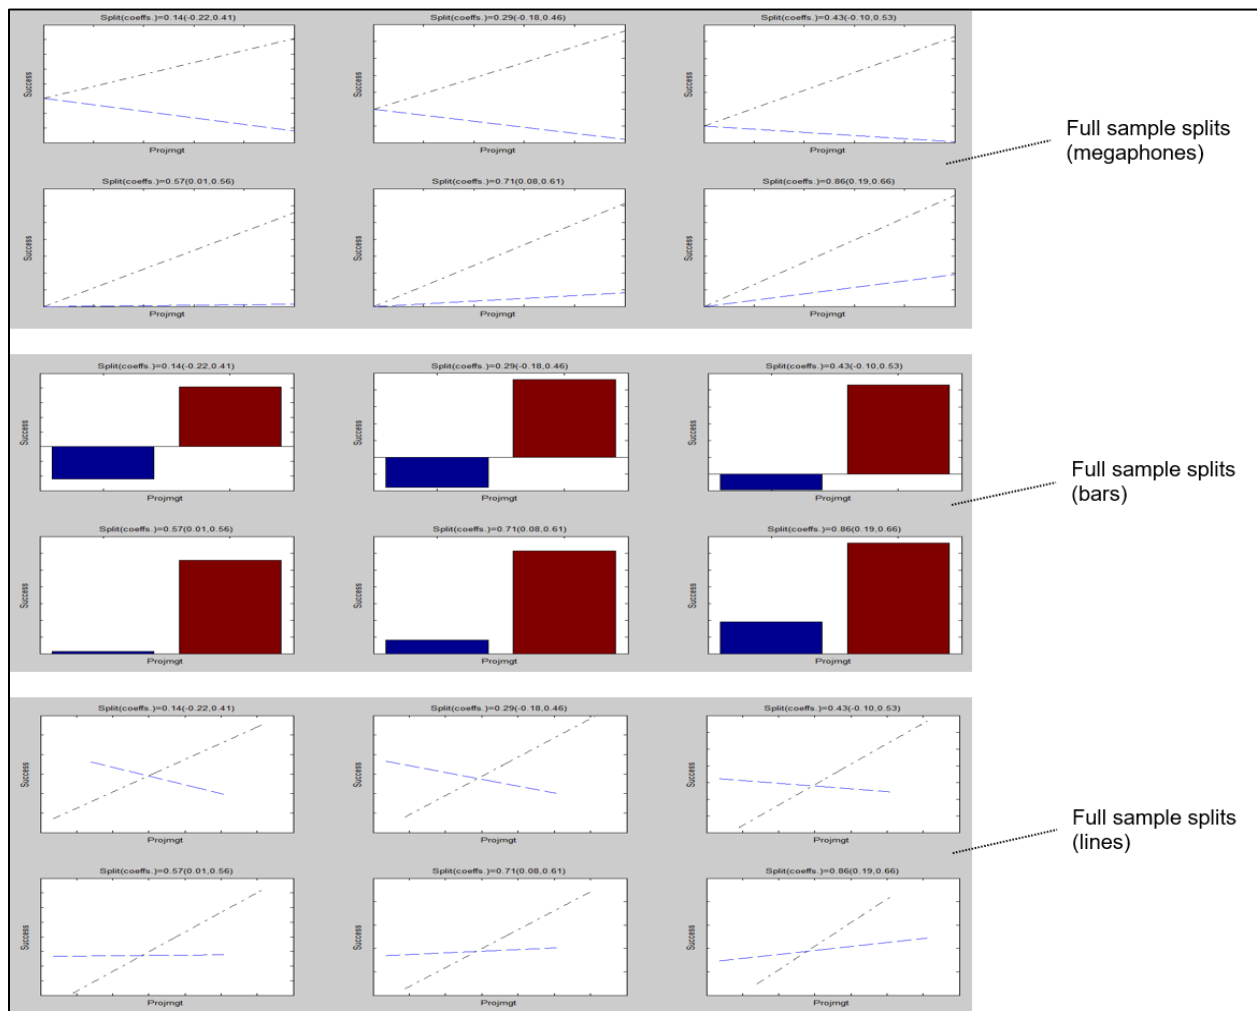 Split(coeffs.)=0.14(-0.22,0.41)
Split(coeffs.)=0.29(-0.18,0.46)
Split(coeffs.)=0.43(-0.10,0.53)
Success
Success
Success
Projmgt
Projmgt
Projmgt
Full sample splits
(megaphones)
Split(coeffs.)=0.57(0.01,0.56)
Split(coeffs.)=0.71(0.08,0.61)
Split(coeffs.)=0.86(0.19,0.66)
Success
Success
Success
Projmgt
Projmgt
Projmgt
Split(coeffs.)=0.14(-0.22,0.41)
Split(coeffs.)=0.29(-0.18,0.46)
Split(coeffs.)=0.43(-0.10,0.53)
Success
Success
Success
Projmgt
Projmgt
Projmgt
Full sample splits
(bars)
Split(coeffs.)=0.57(0.01,0.56)
Split(coeffs.)=0.71(0.08,0.61)
Split(coeffs.)=0.86(0.19,0.66)
Success
Success
Success
Projmgt
Projmgt
Projmgt
Split(coeffs.)=0.14(-0.22,0.41)
Split(coeffs.)=0.29(-0.18,0.46)
Split(coeffs.)=0.43(-0.10,0.53)
Success
Success
Success
Projmgt
Projmgt
Projmgt
Full sample splits
(lines)
Split(coeffs.)=0.57(0.01,0.56)
Split(coeffs.)=0.71(0.08,0.61)
Split(coeffs.)=0.86(0.19,0.66)
Success
Success
Success
Projmgt
Projmgt
Projmgt